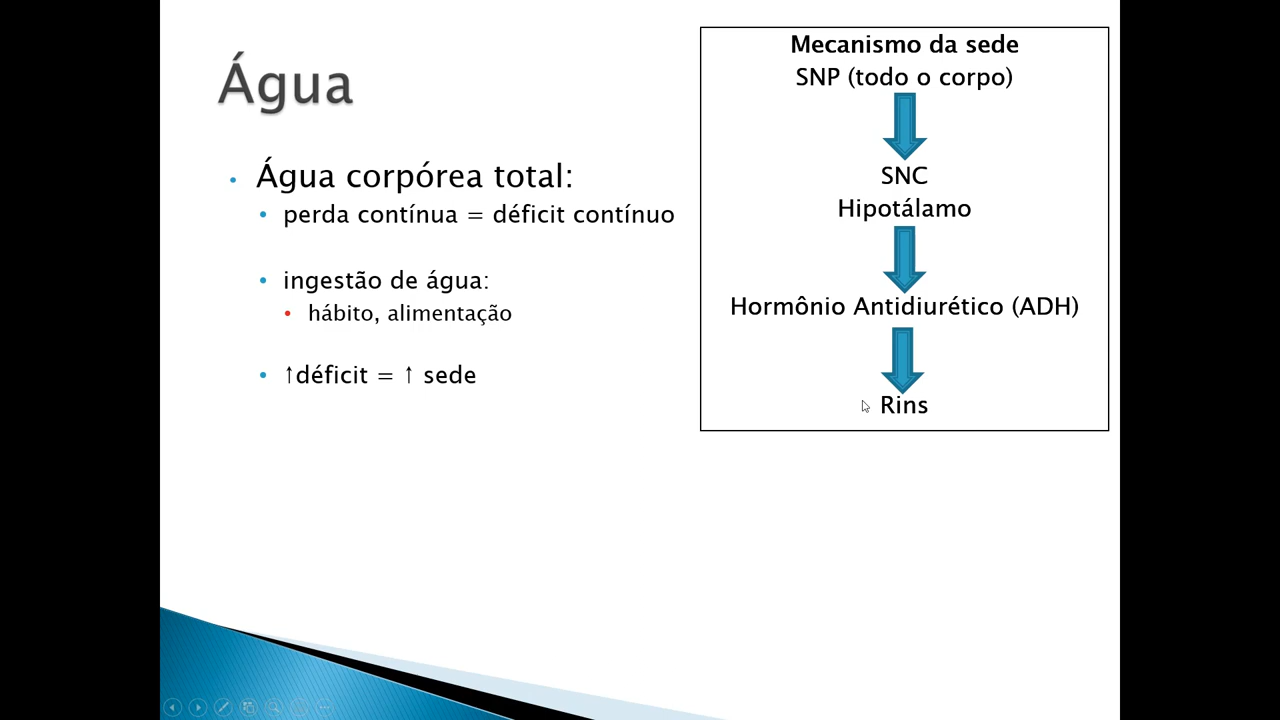 Água
• Água corpórea total:
• perda contínua = déficit contínuo
• ingestão de água:
• hábito, alimentação
• ↑déficit = ↑ sede
Mecanismo da sede
SNP (todo o corpo)
SNC
Hipotálamo
Hormônio Antidiurético (ADH)
Rins